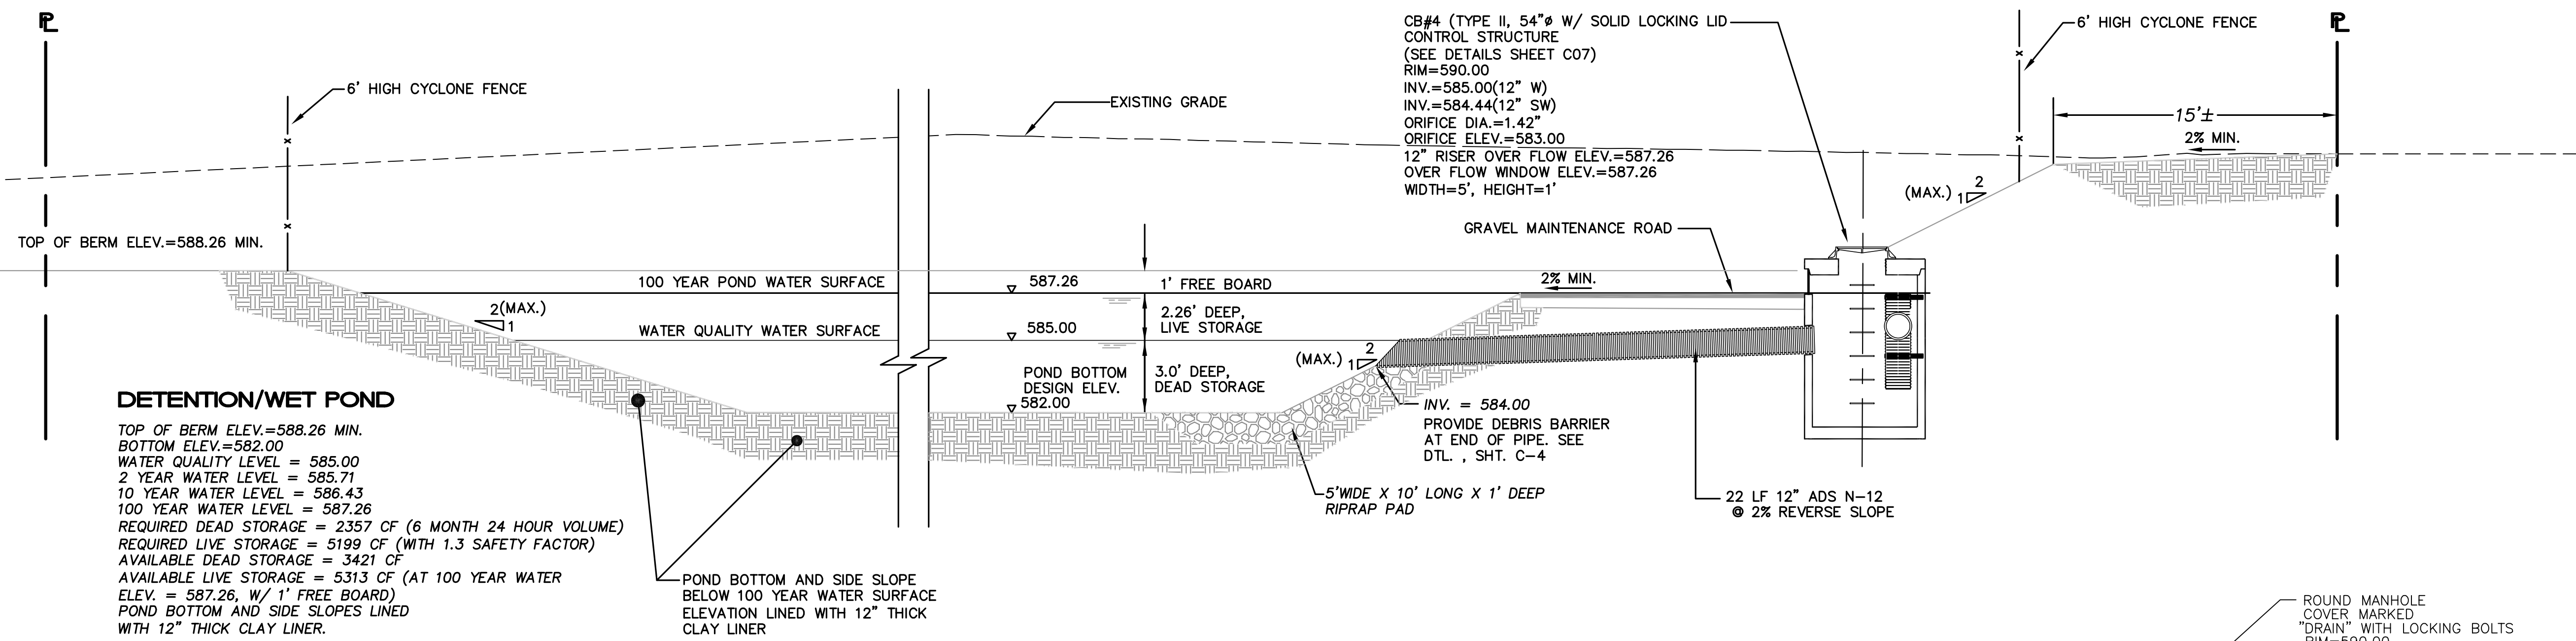 PL
6' HIGH CYCLONE FENCE
EXISTING GRADE
CB#4 (TYPE II, 54"ø W/ SOLID LOCKING LID
CONTROL STRUCTURE
(SEE DETAILS SHEET C07)
RIM=590.00
INV.=585.00(12" W)
INV.=584.44(12" SW)
ORIFICE DIA.=1.42"
ORIFICE ELEV.=583.00
12" RISER OVER FLOW ELEV.=587.26
OVER FLOW WINDOW ELEV.=587.26
WIDTH=5', HEIGHT=1'
6' HIGH CYCLONE FENCE
PL
15'±
2% MIN.
(MAX.) 1
2
GRAVEL MAINTENANCE ROAD
TOP OF BERM ELEV.=588.26 MIN.
100 YEAR POND WATER SURFACE
587.26
1' FREE BOARD
2% MIN.
2(MAX.)
1
WATER QUALITY WATER SURFACE
585.00
2.26' DEEP,
LIVE STORAGE
(MAX.) 1
2
POND BOTTOM
DESIGN ELEV.
582.00
3.0' DEEP,
DEAD STORAGE
INV. = 584.00
PROVIDE DEBRIS BARRIER
AT END OF PIPE. SEE
DTL. , SHT. C-4
5'WIDE X 10' LONG X 1' DEEP
RIPRAP PAD
22 LF 12" ADS N-12
@ 2% REVERSE SLOPE
DETENTION/WET POND
TOP OF BERM ELEV.=588.26 MIN.
BOTTOM ELEV.=582.00
WATER QUALITY LEVEL = 585.00
2 YEAR WATER LEVEL = 585.71
10 YEAR WATER LEVEL = 586.43
100 YEAR WATER LEVEL = 587.26
REQUIRED DEAD STORAGE = 2357 CF (6 MONTH 24 HOUR VOLUME)
REQUIRED LIVE STORAGE = 5199 CF (WITH 1.3 SAFETY FACTOR)
AVAILABLE DEAD STORAGE = 3421 CF
AVAILABLE LIVE STORAGE = 5313 CF (AT 100 YEAR WATER
ELEV. = 587.26, W/ 1' FREE BOARD)
POND BOTTOM AND SIDE SLOPES LINED
WITH 12" THICK CLAY LINER.
POND BOTTOM AND SIDE SLOPE
BELOW 100 YEAR WATER SURFACE
ELEVATION LINED WITH 12" THICK
CLAY LINER
ROUND MANHOLE
COVER MARKED
"DRAIN" WITH LOCKING BOLTS
RIM=590.00